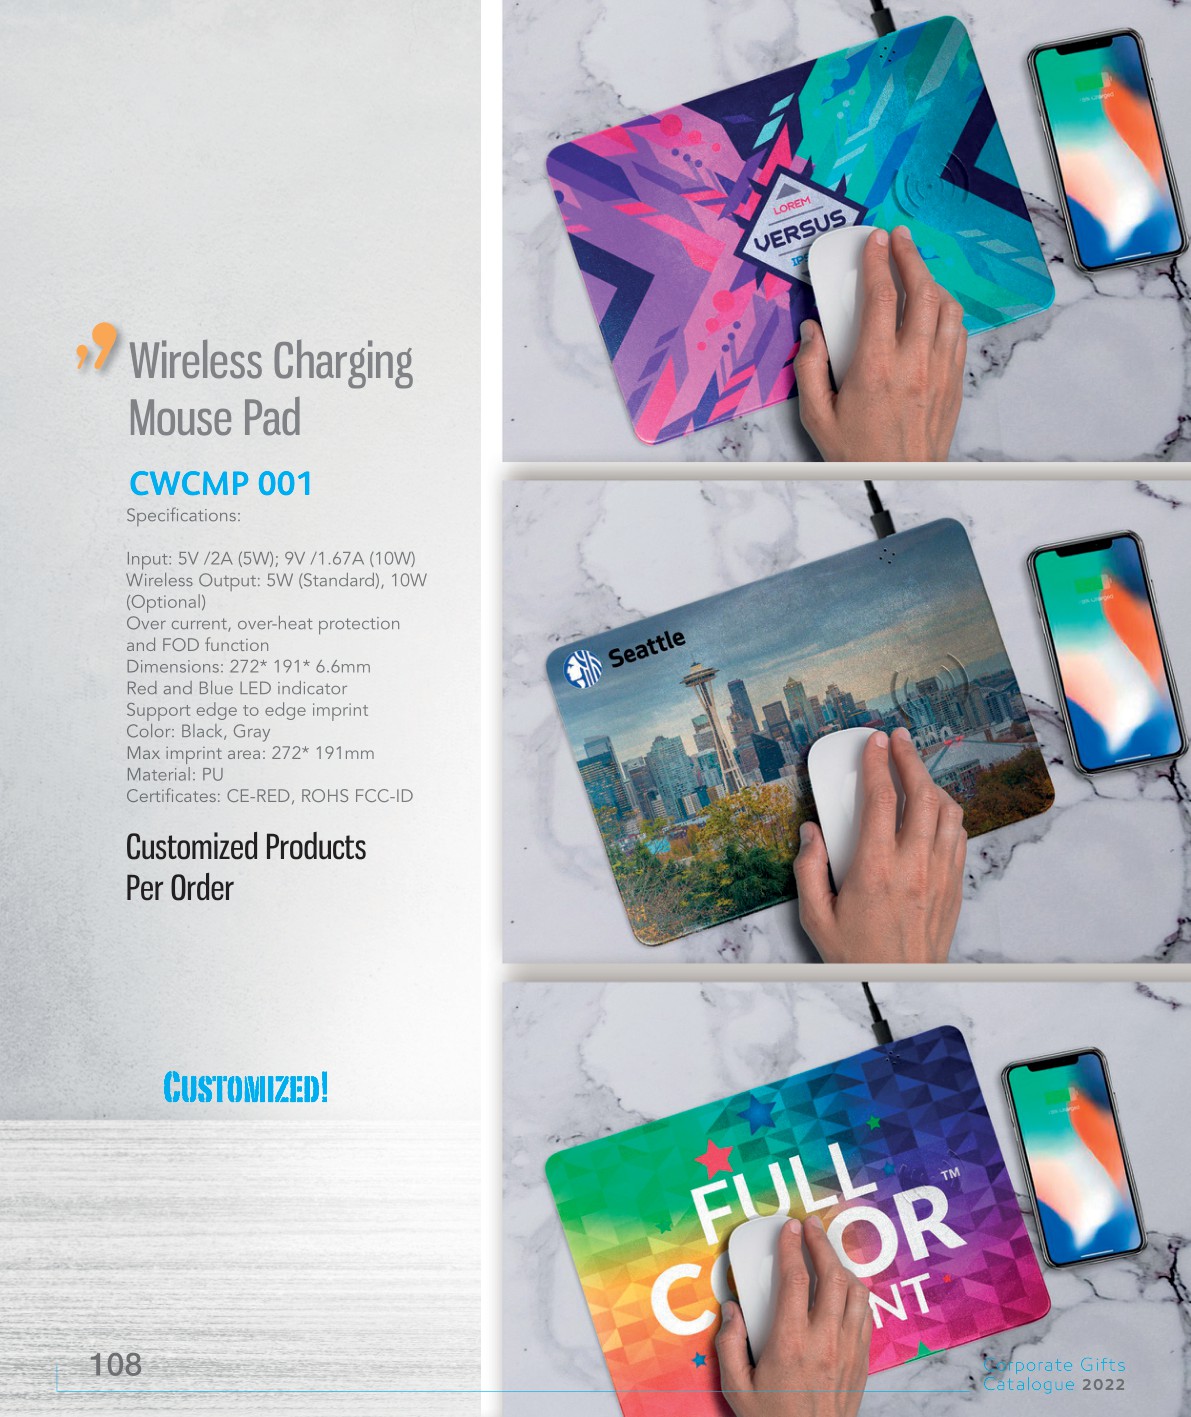 Wireless Charging
Mouse Pad
CWCMP 001
Specifications:
Input: 5V /2A (5W); 9V /1.67A (10W)
Wireless Output: 5W (Standard), 10W
(Optional)
Over current, over-heat protection
and FOD function
Dimensions: 272* 191* 6.6mm
Red and Blue LED indicator
Support edge to edge imprint
Color: Black, Gray
Max imprint area: 272* 191mm
Material: PU
Certificates: CE-RED, ROHS FCC-ID
Customized Products
Per Order
CUSTOMIZED!
108
LOREM
VERSUS
Seattle
FULL
TM
Corporate Gifts
Catalogue 2022